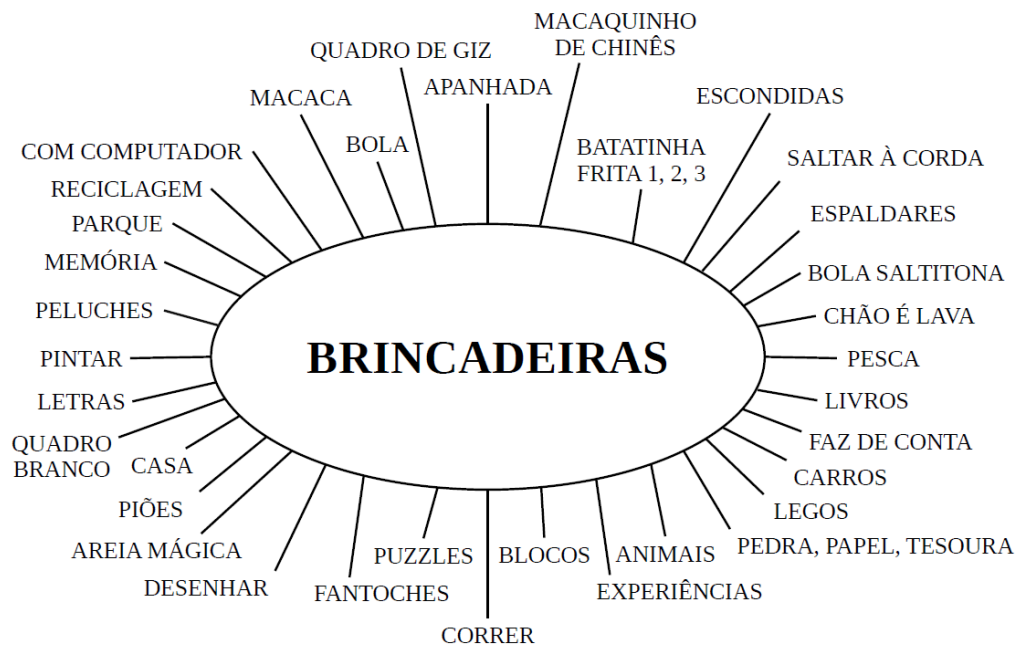 MACAQUINHO
DE CHINÊS
QUADRO DE GIZ
APANHADA
MACACA
ESCONDIDAS
BOLA
BATATINHA
FRITA 1, 2, 3
COM COMPUTADOR
SALTAR À CORDA
RECICLAGEM
PARQUE
ESPALDARES
MEMÓRIA
BOLA SALTITONA
PELUCHES
CHÃO É LAVA
BRINCADEIRAS
PINTAR
PESCA
LETRAS
LIVROS
QUADRO
BRANCO
FAZ DE CONTA
CASA
CARROS
PIÕES
LEGOS
AREIA MÁGICA
PEDRA, PAPEL, TESOURA
PUZZLES
BLOCOS
ANIMAIS
DESENHAR
FANTOCHES
EXPERIÊNCIAS
CORRER